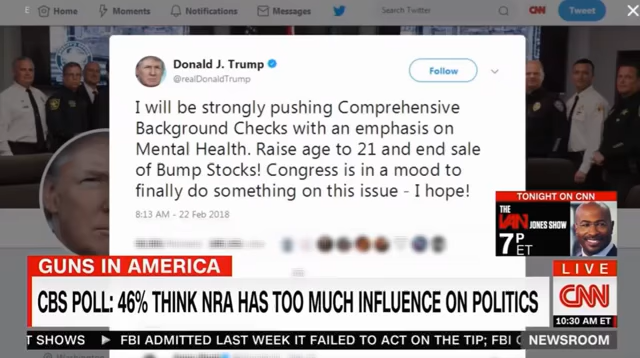 Home
Moments
Notifications
Messages
Search Twitter
CNN
Tweet
Donald J. Trump
@realDonaldTrump
Follow
I will be strongly pushing Comprehensive
Background Checks with an emphasis on
Mental Health. Raise age to 21 and end sale
of Bump Stocks! Congress is in a mood to
finally do something on this issue - I hope!
8:13 AM - 22 Feb 2018
TONIGHT ON CNN
THE
VAN
JONES SHOW
7P
ET
GUNS IN AMERICA
CBS POLL: 46% THINK NRA HAS TOO MUCH INFLUENCE ON POLITICS
LIVE
CNN
10:30 AM ET
T SHOWS FBI ADMITTED LAST WEEK IT FAILED TO ACT ON THE TIP; FBI
NEWSROOM